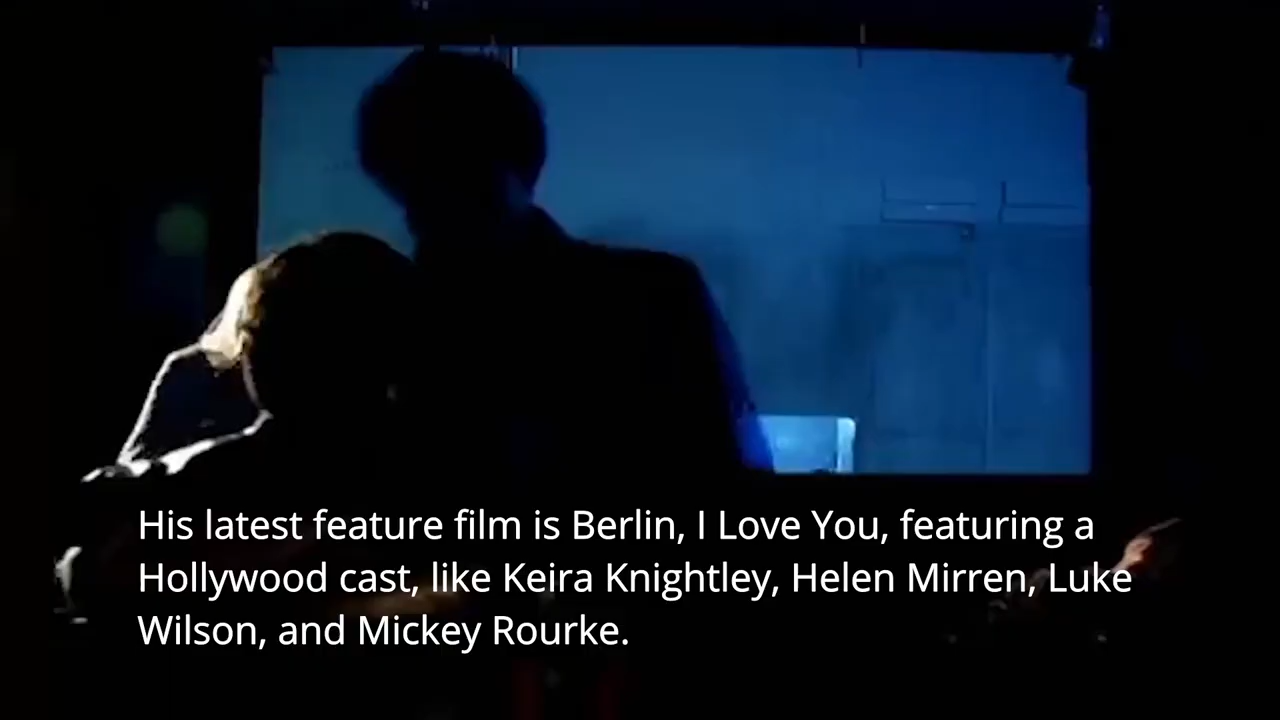 His latest feature film is Berlin, I Love You, featuring a
Hollywood cast, like Keira Knightley, Helen Mirren, Luke
Wilson, and Mickey Rourke.